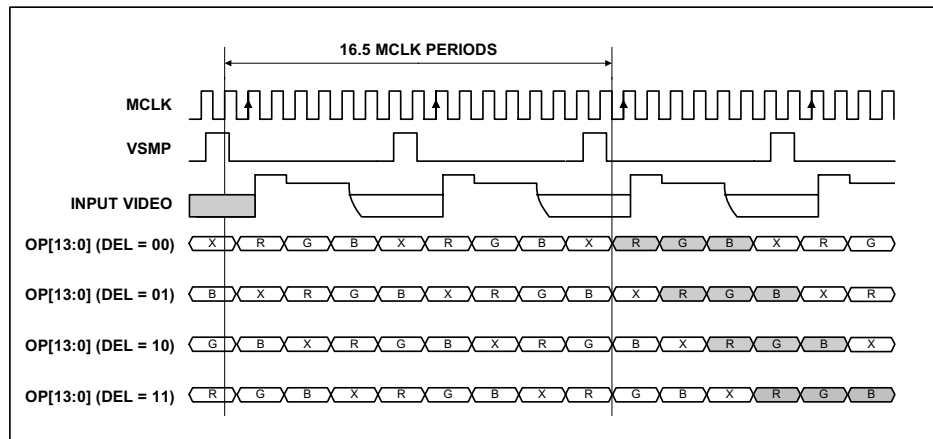 16.5 MCLK PERIODS
MCLK
VSMP
INPUT VIDEO
OP[13:0] (DEL = 00) X R G B X R G B X R G B X R G
OP[13:0] (DEL = 01) B X R G B X R G B X R G B X R
OP[13:0] (DEL = 10) G B X R G B X R G B X R G B X
OP[13:0] (DEL = 11) R G B X R G B X R G B X R G B